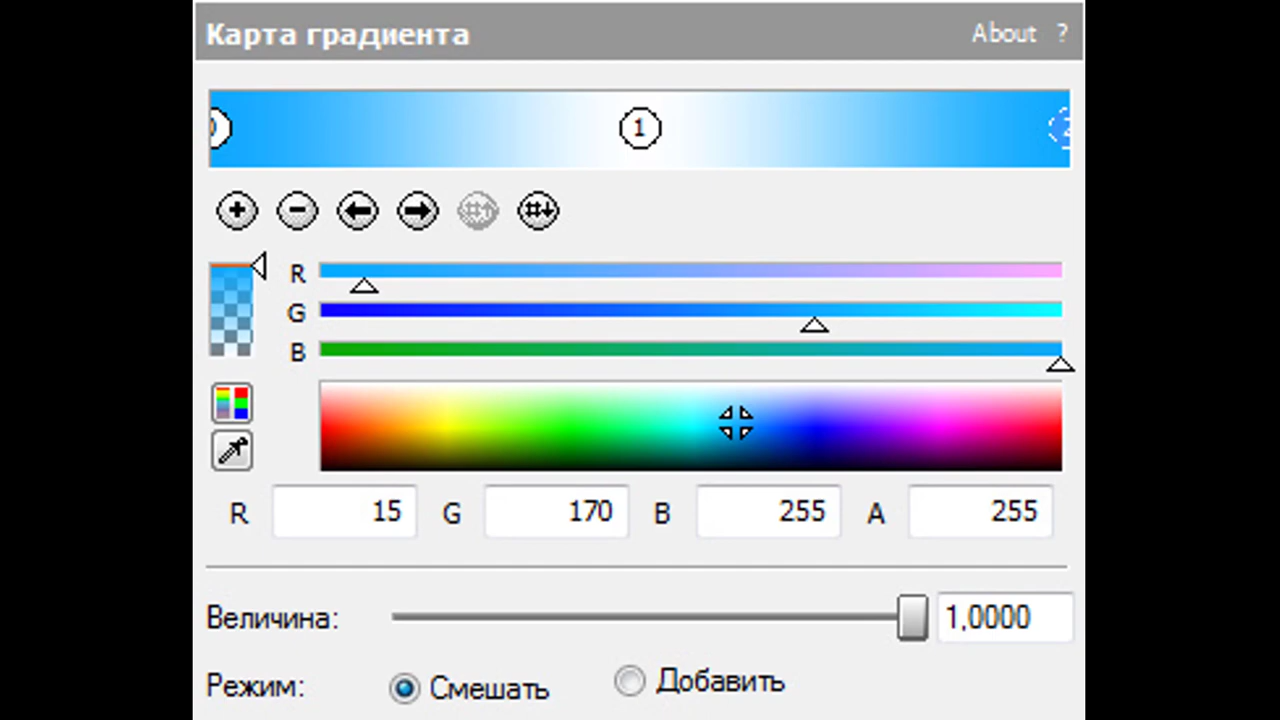 Карта градиента About ?
1
R
G
B
R 15 G 170 B 255 A 255
Величина: 1,0000
Режим: Смешать Добавить